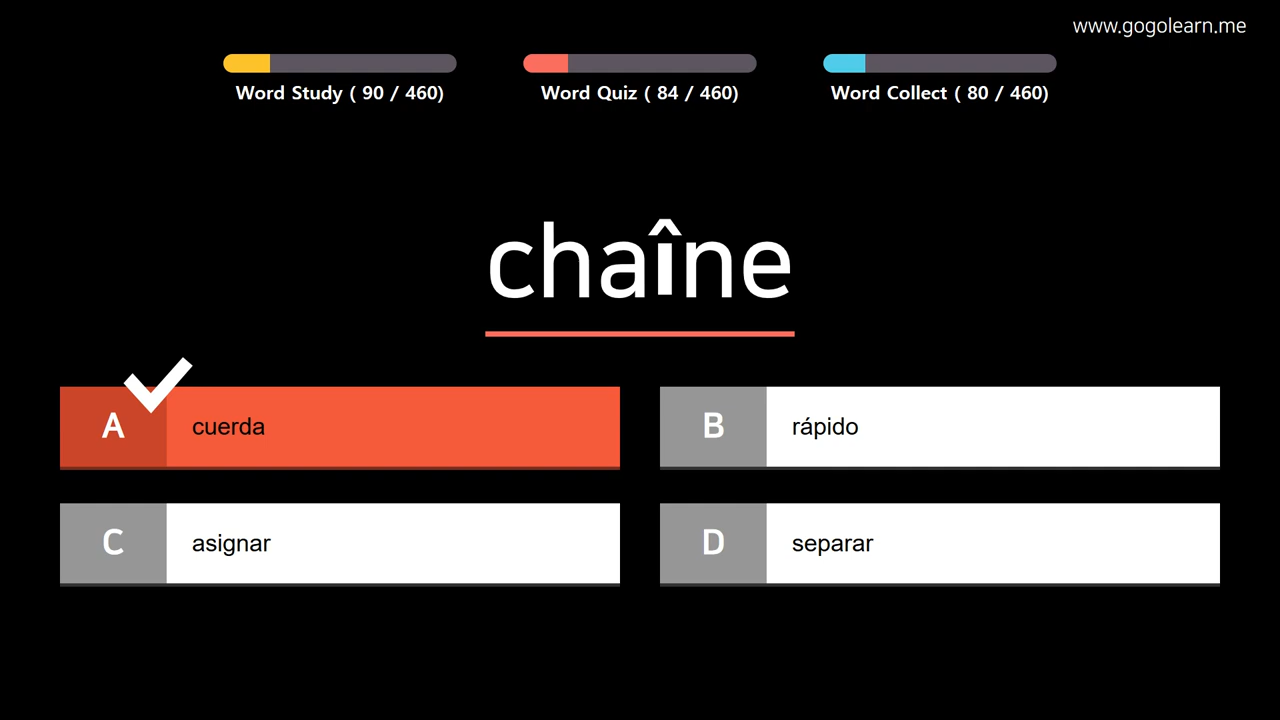 www.gogolearn.me
Word Study ( 90 / 460)
Word Quiz ( 84 / 460)
Word Collect ( 80 / 460)
chaîne
A cuerda
B rápido
C asignar
D separar